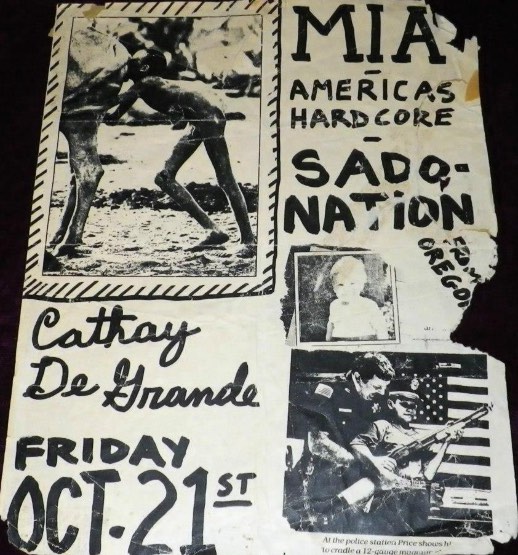 MIA
-
AMERICAS
HARDCORE
-
SADO-
NATION
FROM
OREGON
Cathay
De Grande
FRIDAY
OCT. 21ST
At the police station Price shows h
to cradle a 12-gauge